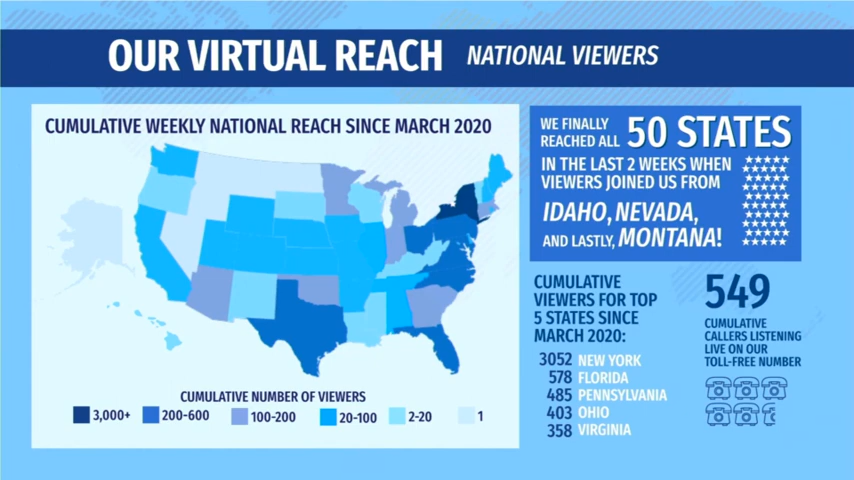 OUR VIRTUAL REACH NATIONAL VIEWERS
CUMULATIVE WEEKLY NATIONAL REACH SINCE MARCH 2020
CUMULATIVE NUMBER OF VIEWERS
3,000+ 200-600 100-200 20-100 2-20 1
WE FINALLY
REACHED ALL 50 STATES
IN THE LAST 2 WEEKS WHEN
VIEWERS JOINED US FROM
IDAHO, NEVADA,
AND LASTLY, MONTANA!
CUMULATIVE
VIEWERS FOR TOP
5 STATES SINCE
MARCH 2020:
3052 NEW YORK
578 FLORIDA
485 PENNSYLVANIA
403 OHIO
358 VIRGINIA
549
CUMULATIVE
CALLERS LISTENING
LIVE ON OUR
TOLL-FREE NUMBER